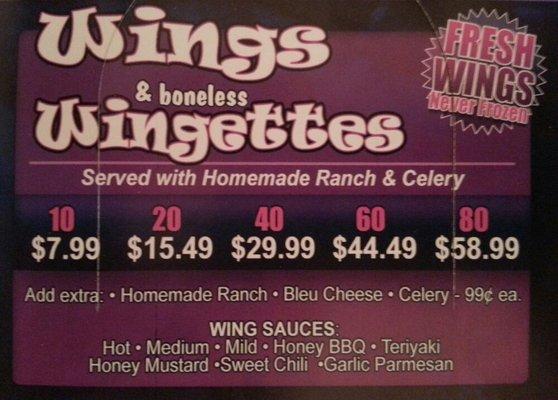 Wings
& boneless
Wingettes
FRESH
WINGS
Never Frozen
Served with Homemade Ranch & Celery
10 20 40 60 80
$7.99 $15.49 $29.99 $44.49 $58.99
Add extra: • Homemade Ranch • Bleu Cheese • Celery - 99¢ ea.
WING SAUCES:
Hot • Medium • Mild • Honey BBQ • Teriyaki
Honey Mustard • Sweet Chili • Garlic Parmesan